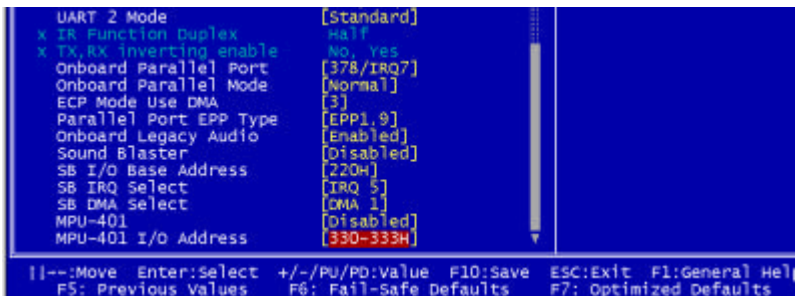 UART 2 Mode [Standard]
x IR Function Duplex Half
x TX,RX inverting enable No, Yes
Onboard Parallel Port [378/IRQ7]
Onboard Parallel Mode [Normal]
ECP Mode Use DMA [3]
Parallel Port EPP Type [EPP1.9]
Onboard Legacy Audio [Enabled]
Sound Blaster [Disabled]
SB I/O Base Address [220H]
SB IRQ Select [IRQ 5]
SB DMA Select [DMA 1]
MPU-401 [Disabled]
MPU-401 I/O Address [330-333H]
||--:Move Enter:Select +/-/PU/PD:Value F10:Save ESC:Exit F1:General Help
F5: Previous Values F6: Fail-Safe Defaults F7: Optimized Defaults